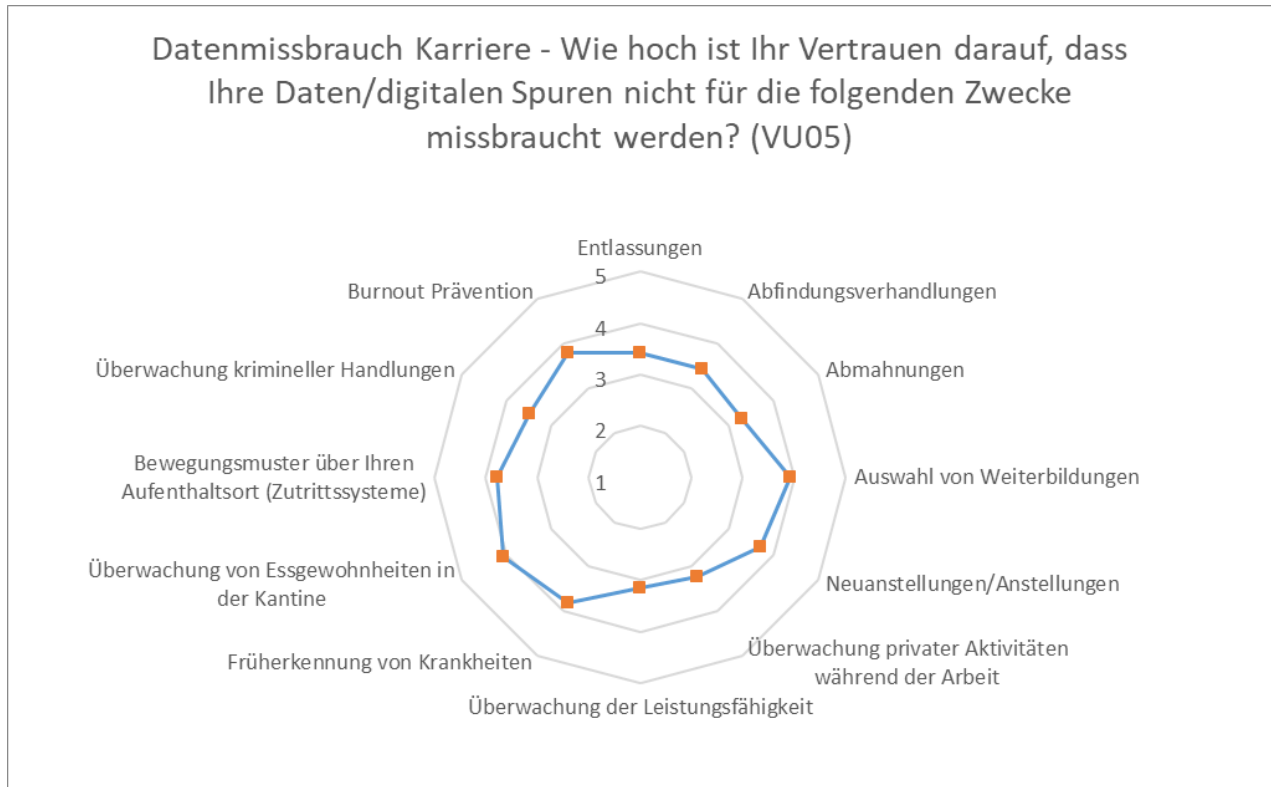 Datenmissbrauch Karriere - Wie hoch ist Ihr Vertrauen darauf, dass
Ihre Daten/digitalen Spuren nicht für die folgenden Zwecke
missbraucht werden? (VU05)
Entlassungen
5
Burnout Prävention
Abfindungsverhandlungen
4
Überwachung krimineller Handlungen
Abmahnungen
3
2
Bewegungsmuster über Ihren
Aufenthaltsort (Zutrittssysteme)
1
Auswahl von Weiterbildungen
Überwachung von Essgewohnheiten in
der Kantine
Neuanstellungen/Anstellungen
Früherkennung von Krankheiten
Überwachung privater Aktivitäten
während der Arbeit
Überwachung der Leistungsfähigkeit